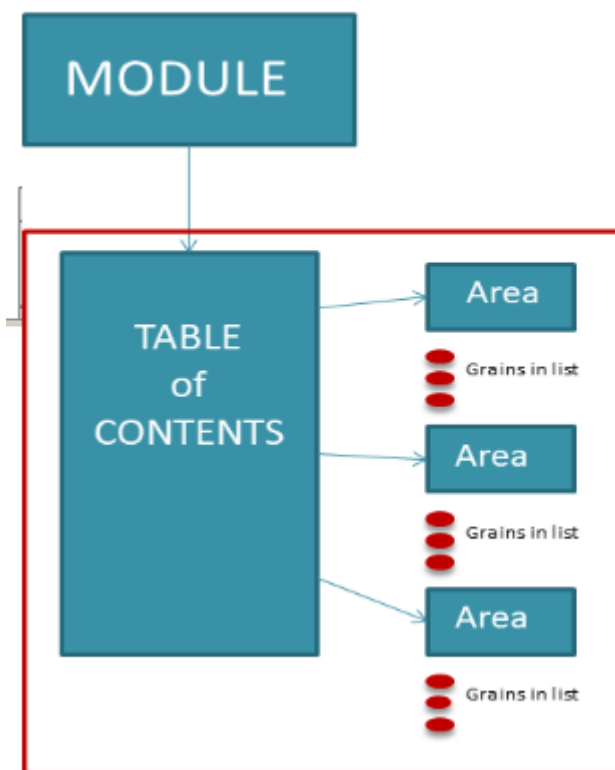 MODULE
TABLE
of
CONTENTS
Area
Grains in list
Area
Grains in list
Area
Grains in list